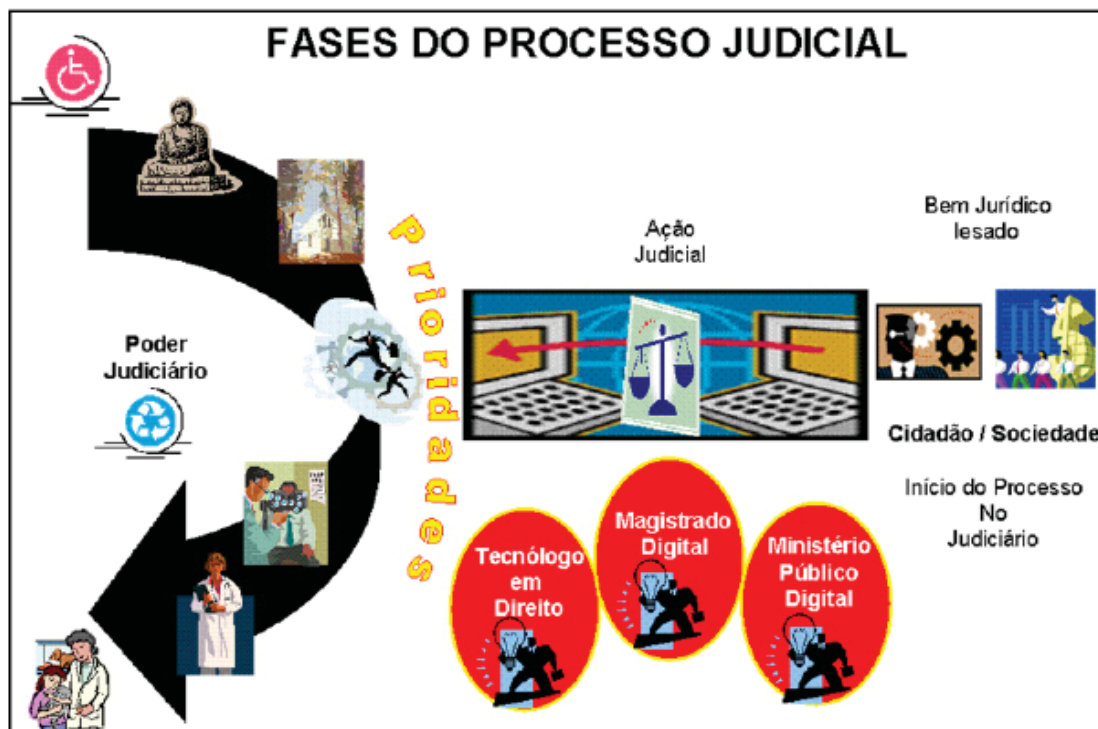 FASES DO PROCESSO JUDICIAL
Bem Jurídico
lesado
Ação
Judicial
Prioridades
Poder
Judiciário
Cidadão / Sociedade
Início do Processo
No
Judiciário
Tecnólogo
em
Direito
Magistrado
Digital
Ministério
Público
Digital